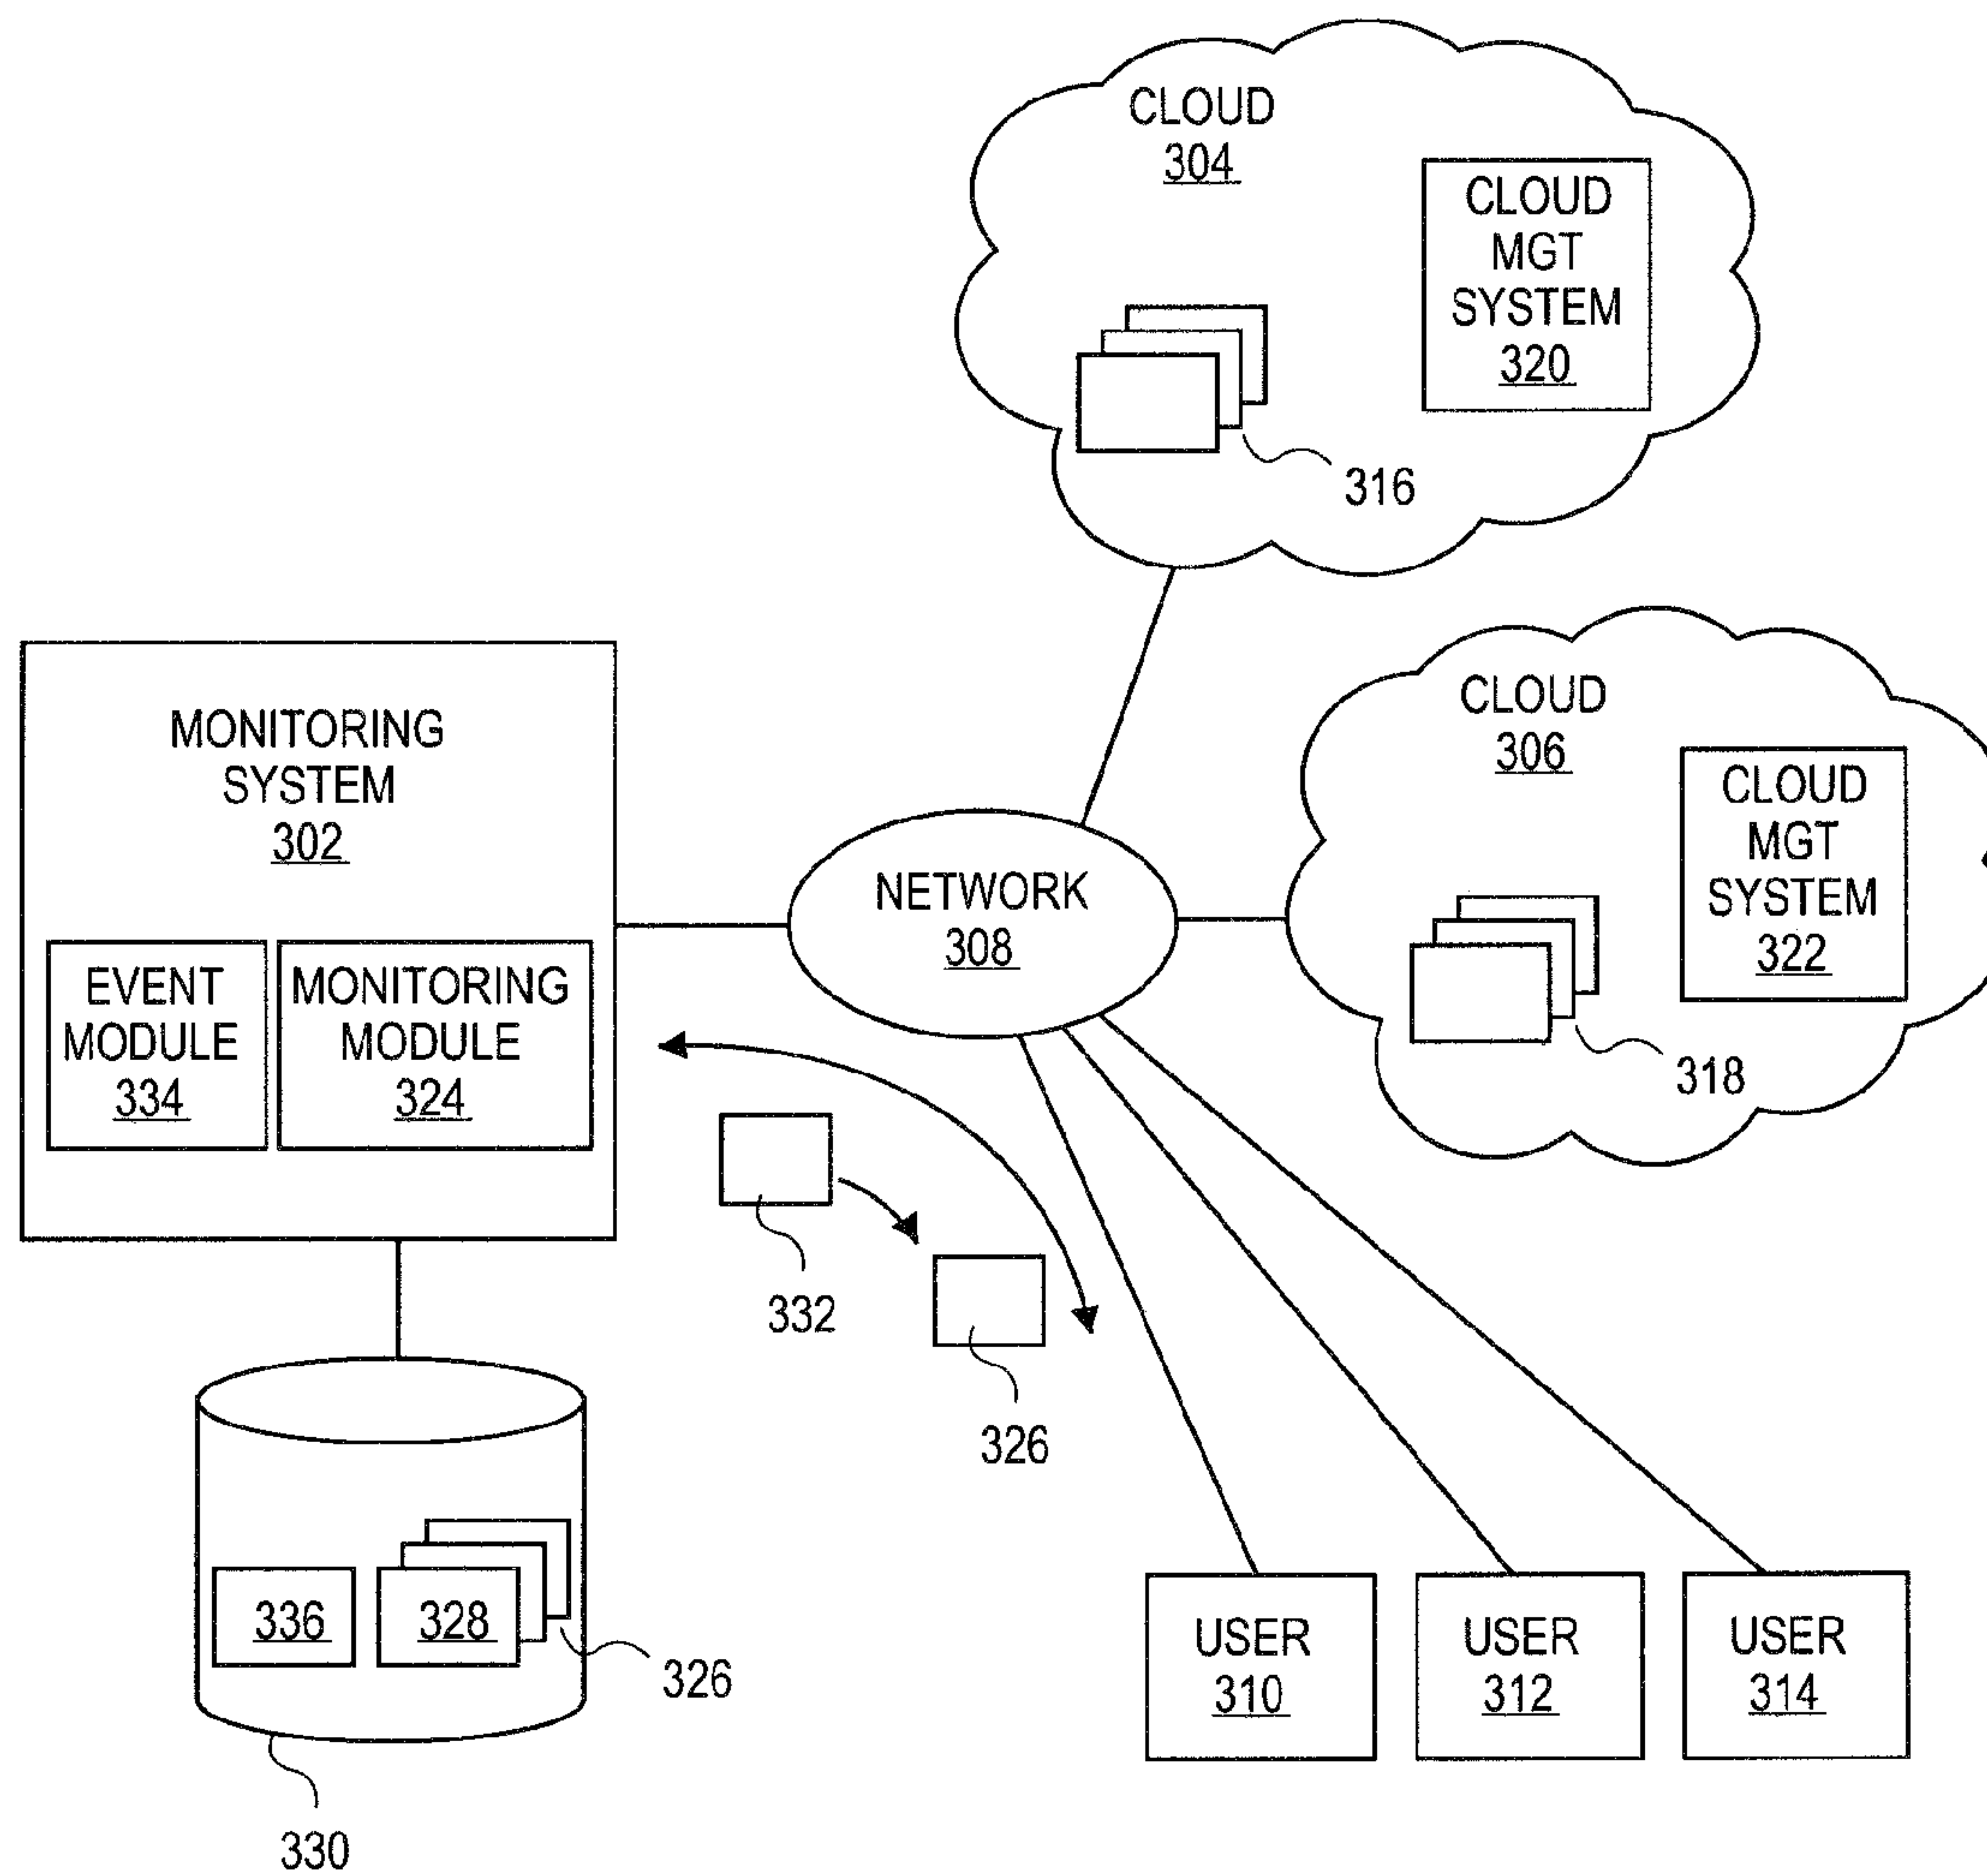 CLOUD
304
CLOUD
MGT
SYSTEM
320
316
CLOUD
306
CLOUD
MGT
SYSTEM
322
318
MONITORING
SYSTEM
302
EVENT
MODULE
334
MONITORING
MODULE
324
NETWORK
308
332
326
336
328
326
330
USER
310
USER
312
USER
314